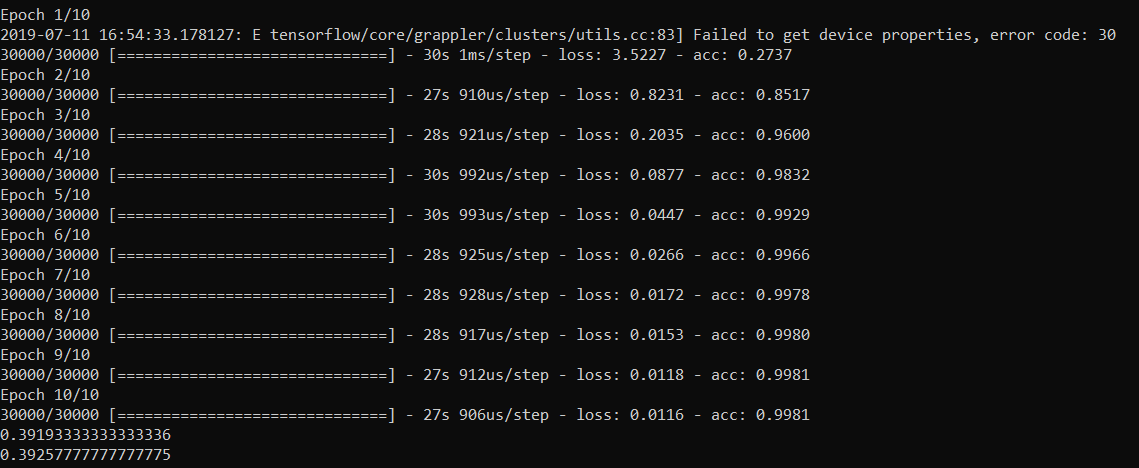 Epoch 1/10
2019-07-11 16:54:33.178127: E tensorflow/core/grappler/clusters/utils.cc:83] Failed to get device properties, error code: 30
30000/30000 [==============================] - 30s 1ms/step - loss: 3.5227 - acc: 0.2737
Epoch 2/10
30000/30000 [==============================] - 27s 910us/step - loss: 0.8231 - acc: 0.8517
Epoch 3/10
30000/30000 [==============================] - 28s 921us/step - loss: 0.2035 - acc: 0.9600
Epoch 4/10
30000/30000 [==============================] - 30s 992us/step - loss: 0.0877 - acc: 0.9832
Epoch 5/10
30000/30000 [==============================] - 30s 993us/step - loss: 0.0447 - acc: 0.9929
Epoch 6/10
30000/30000 [==============================] - 28s 925us/step - loss: 0.0266 - acc: 0.9966
Epoch 7/10
30000/30000 [==============================] - 28s 928us/step - loss: 0.0172 - acc: 0.9978
Epoch 8/10
30000/30000 [==============================] - 28s 917us/step - loss: 0.0153 - acc: 0.9980
Epoch 9/10
30000/30000 [==============================] - 27s 912us/step - loss: 0.0118 - acc: 0.9981
Epoch 10/10
30000/30000 [==============================] - 27s 906us/step - loss: 0.0116 - acc: 0.9981
0.39193333333333336
0.39257777777777775